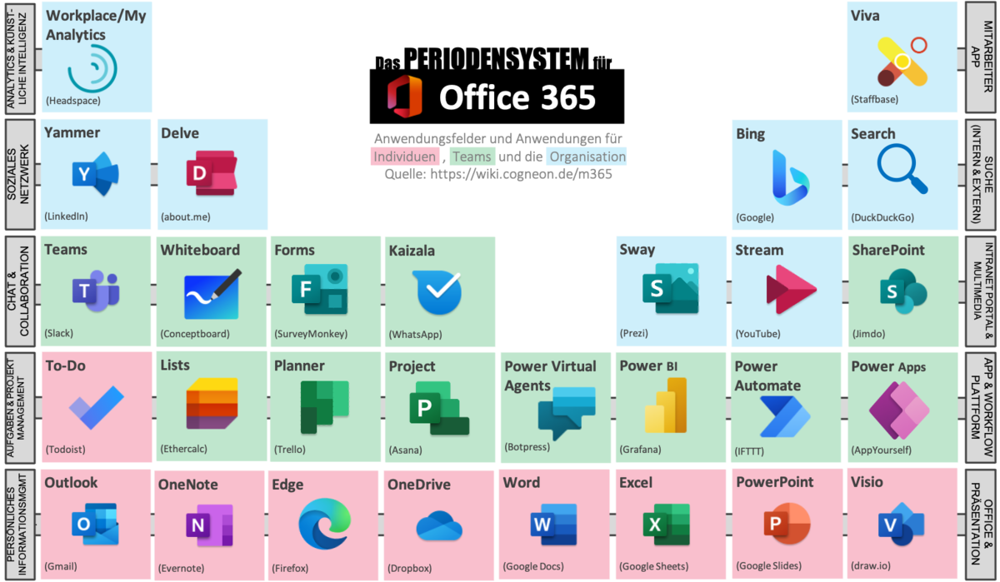 ANALYTICS & KUNST-
LICHE INTELLIGENZ
Workplace/My
Analytics
(Headspace)
Das PERIODENSYSTEM für
Office 365
Anwendungsfelder und Anwendungen für
Individuen , Teams und die Organisation
Quelle: https://wiki.cogneon.de/m365
Viva
(Staffbase)
MITARBEITER
APP
SOZIALES
NETZWERK
Yammer
Y
(LinkedIn)
Delve
D
(about.me)
Bing
(Google)
Search
(DuckDuckGo)
SUCHE
(INTERN & EXTERN)
CHAT &
COLLABORATION
Teams
T
(Slack)
Whiteboard
(Conceptboard)
Forms
F
(SurveyMonkey)
Kaizala
(WhatsApp)
Sway
S
(Prezi)
Stream
(YouTube)
SharePoint
S
(Jimdo)
INTRANET PORTAL &
MULTIMEDIA
AUFGABEN & PROJEKT
MANAGEMENT
To-Do
(Todoist)
Lists
(Ethercalc)
Planner
(Trello)
Project
P
(Asana)
Power Virtual
Agents
(Botpress)
Power BI
(Grafana)
Power
Automate
(IFTTT)
Power Apps
(AppYourself)
APP & WORKFLOW
PLATTFORM
PERSÖNLICHES
INFORMATIONSMGMT
Outlook
O
(Gmail)
OneNote
N
(Evernote)
Edge
(Firefox)
OneDrive
(Dropbox)
Word
W
(Google Docs)
Excel
X
(Google Sheets)
PowerPoint
P
(Google Slides)
Visio
V
(draw.io)
OFFICE &
PRÄSENTATION